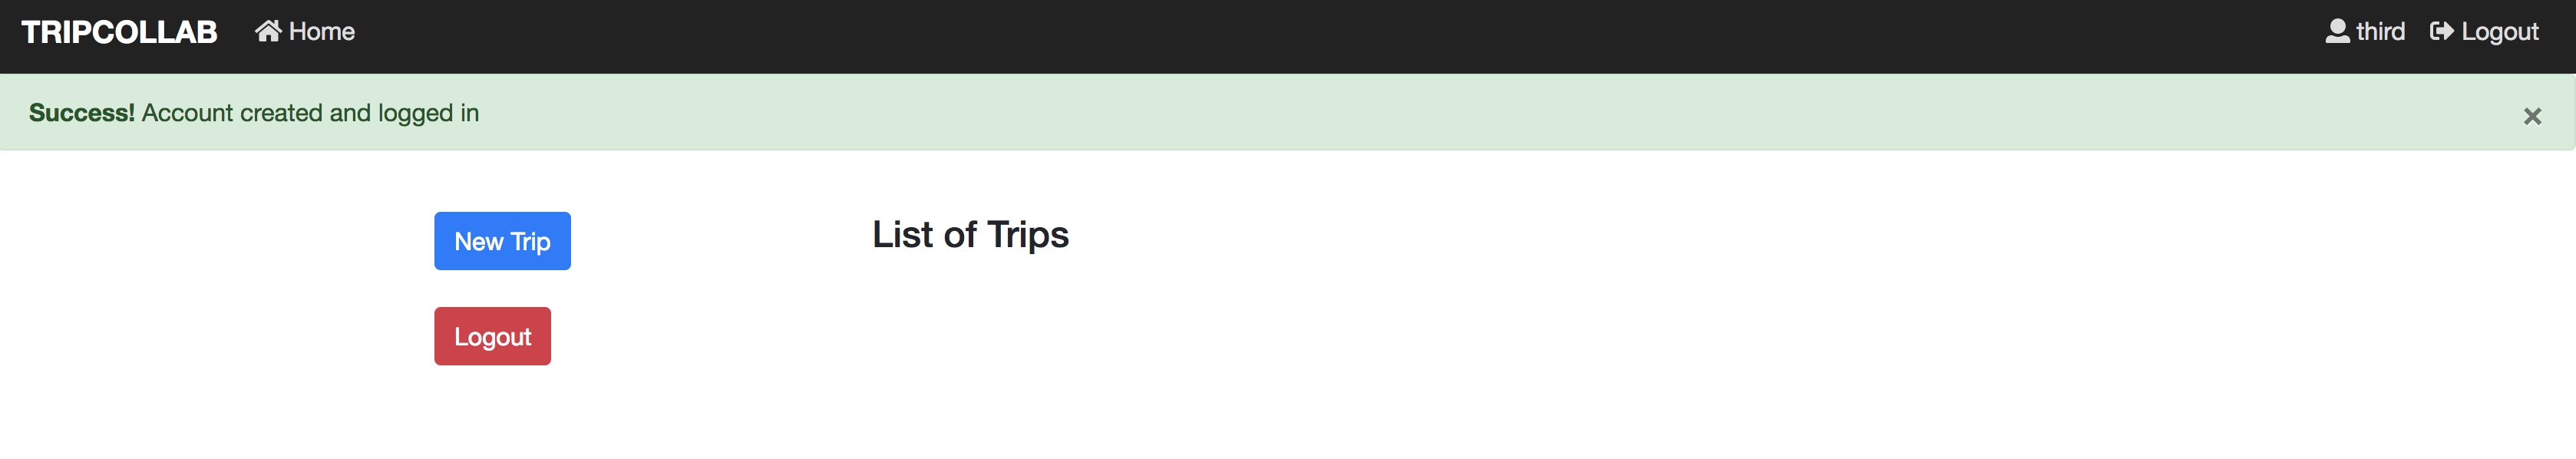 TRIPCOLLAB Home third Logout
Success! Account created and logged in ×
New Trip
List of Trips
Logout